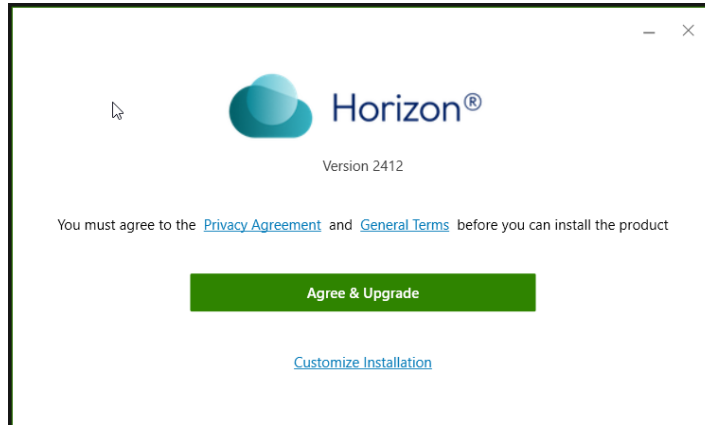 Horizon®
Version 2412
You must agree to the Privacy Agreement and General Terms before you can install the product
Agree & Upgrade
Customize Installation